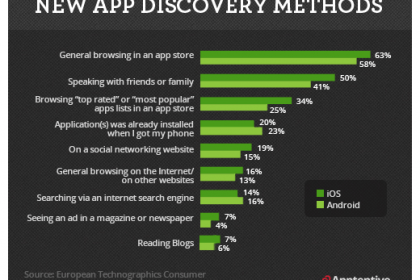 NEW APP DISCOVERY METHODS
General browsing in an app store
63%
58%
Speaking with friends or family
50%
41%
Browsing “top rated” or “most popular”
apps lists in an app store
34%
25%
Application(s) was already installed
when I got my phone
20%
23%
On a social networking website
19%
15%
General browsing on the Internet/
on other websites
16%
13%
Searching via an internet search engine
14%
16%
Seeing an ad in a magazine or newspaper
7%
4%
Reading Blogs
7%
6%
iOS
Android
Source: European Technographics Consumer
Apptentive